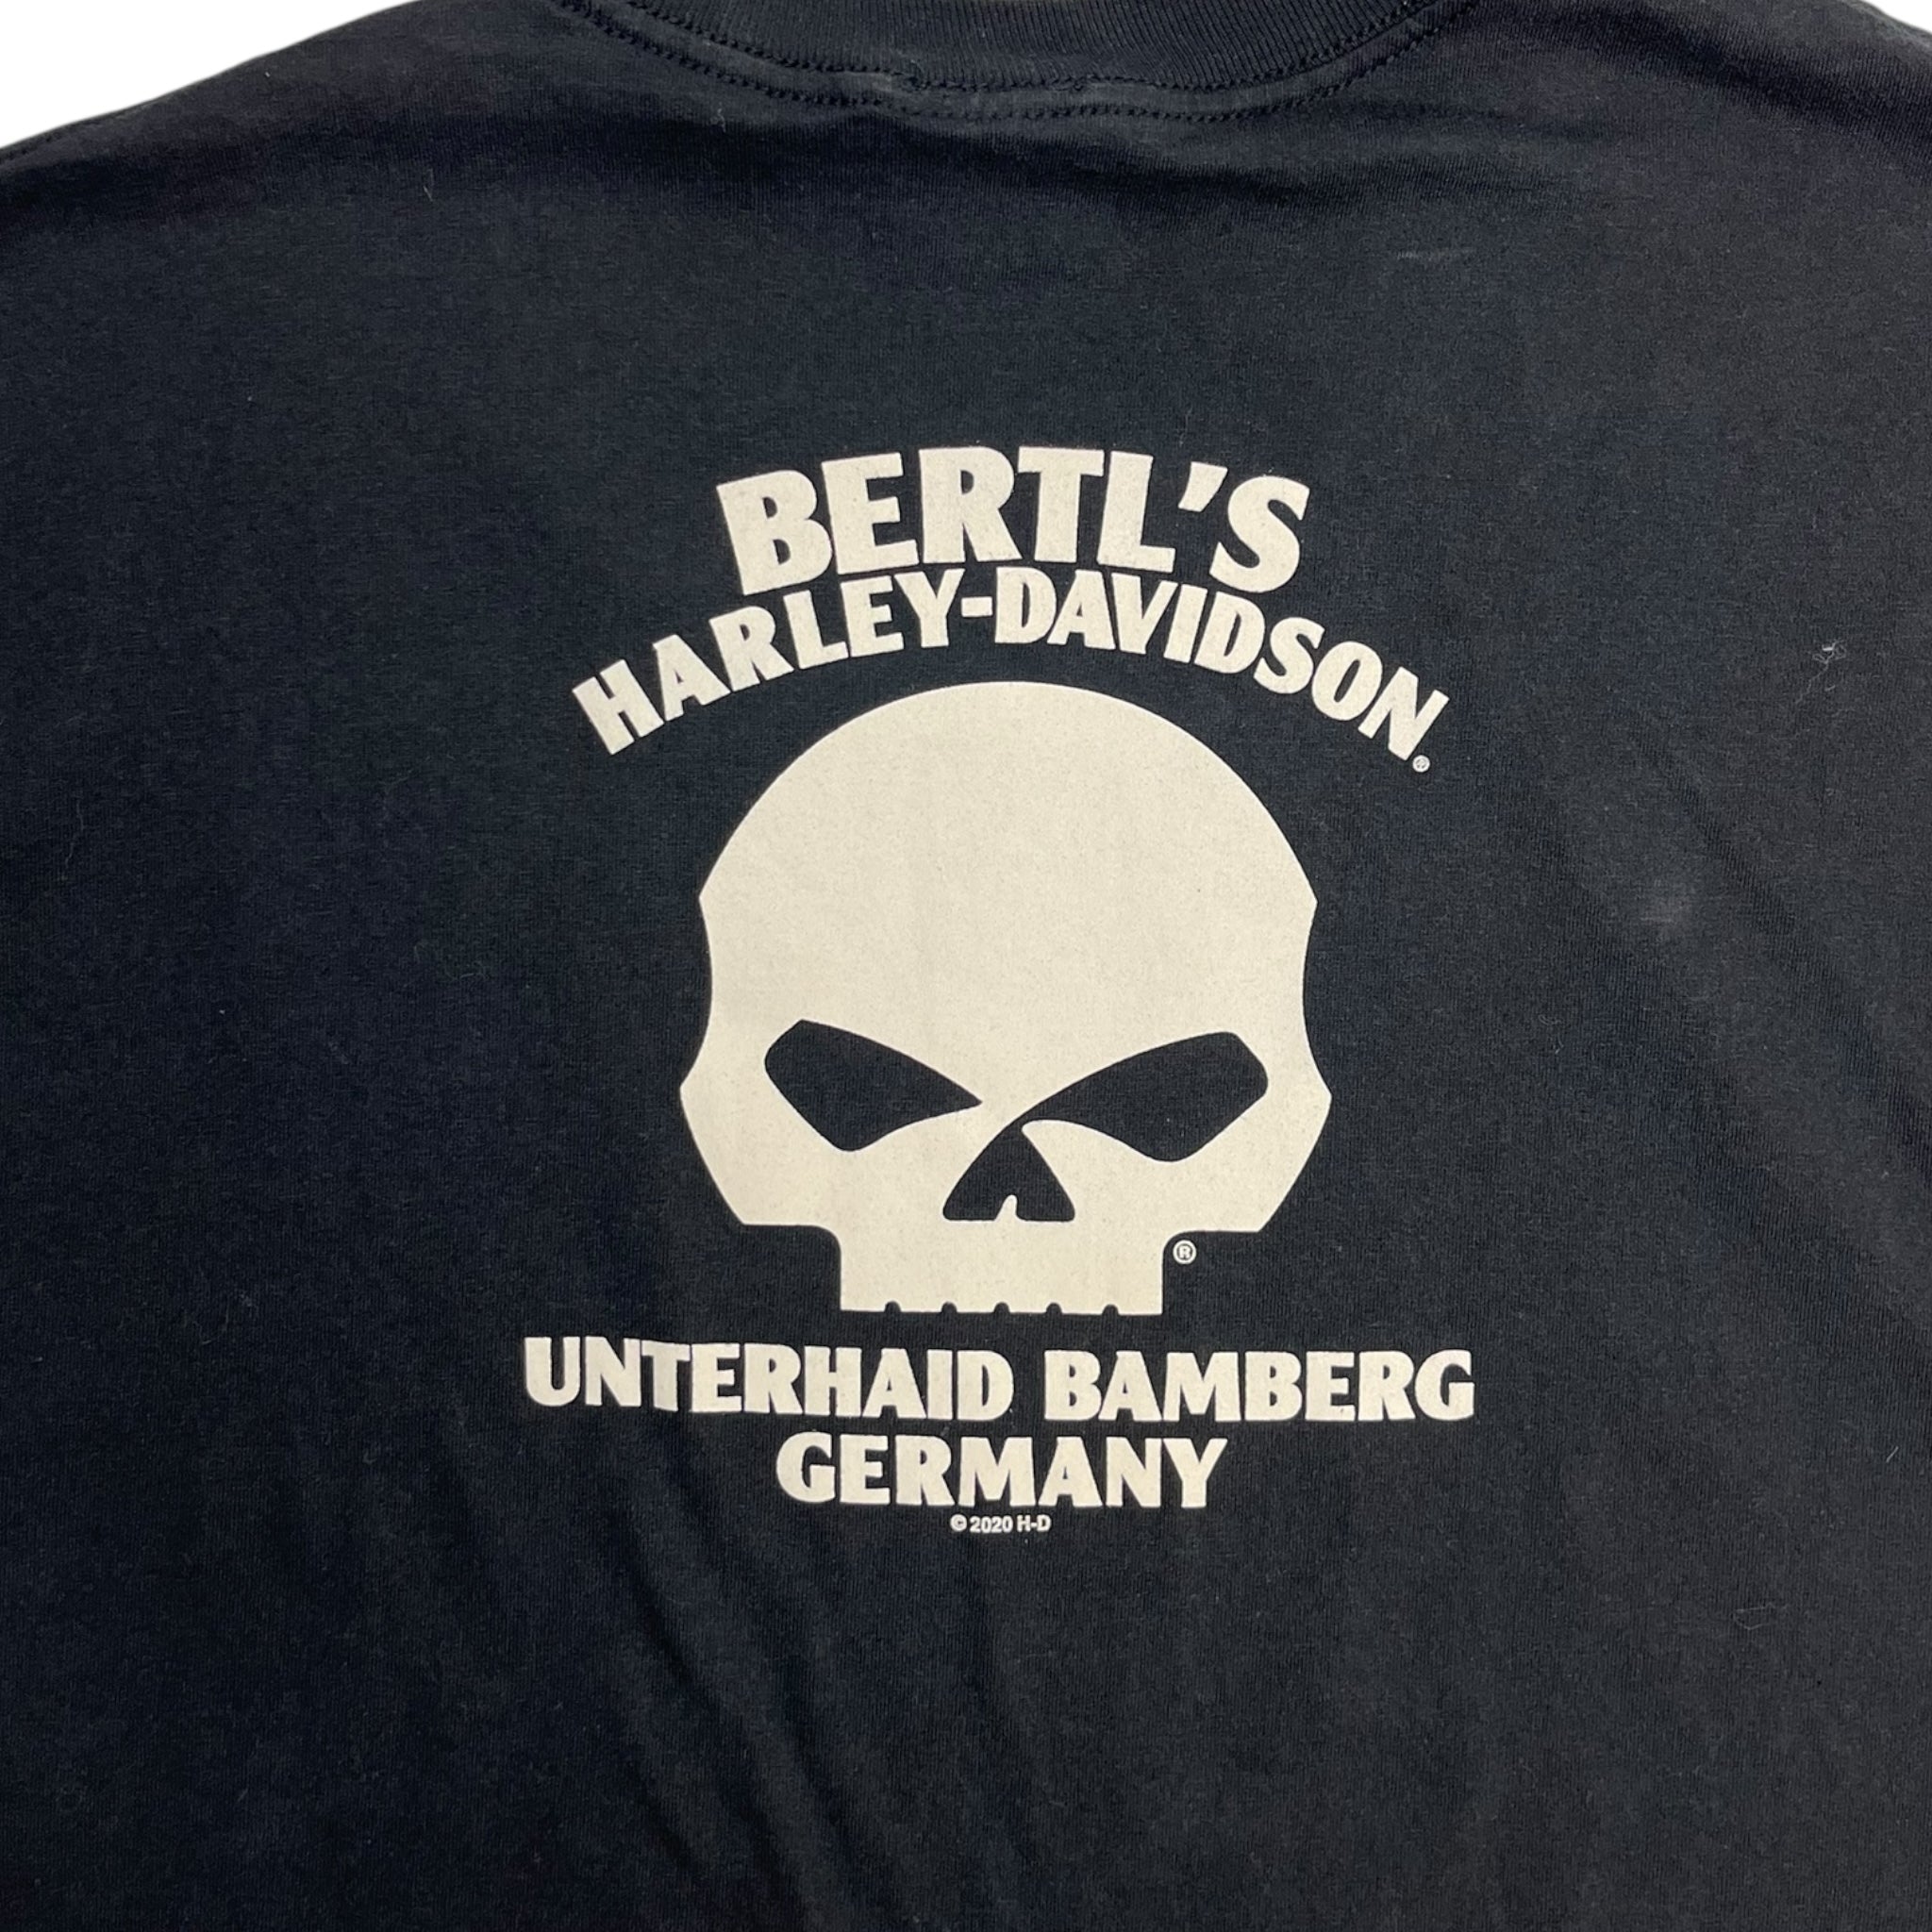 BERTL'S
HARLEY-DAVIDSON®
®
UNTERHAID BAMBERG
GERMANY
© 2020 H-D